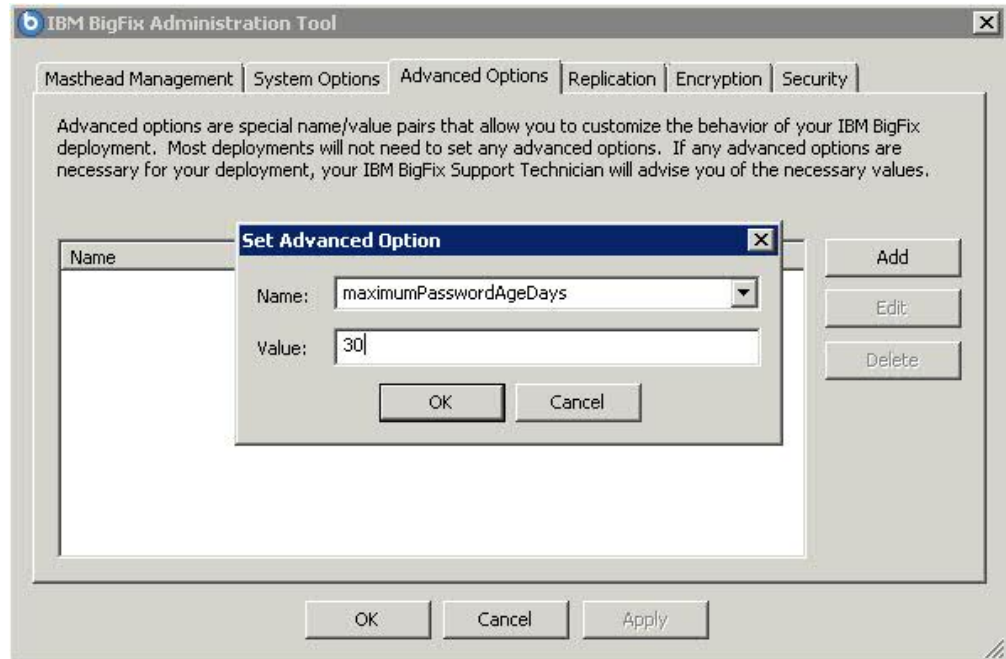 IBM BigFix Administration Tool
Masthead Management System Options Advanced Options Replication Encryption Security
Advanced options are special name/value pairs that allow you to customize the behavior of your IBM BigFix
deployment. Most deployments will not need to set any advanced options. If any advanced options are
necessary for your deployment, your IBM BigFix Support Technician will advise you of the necessary values.
Name
Set Advanced Option
Name: maximumPasswordAgeDays
Value: 30
OK Cancel
Add
Edit
Delete
OK Cancel Apply